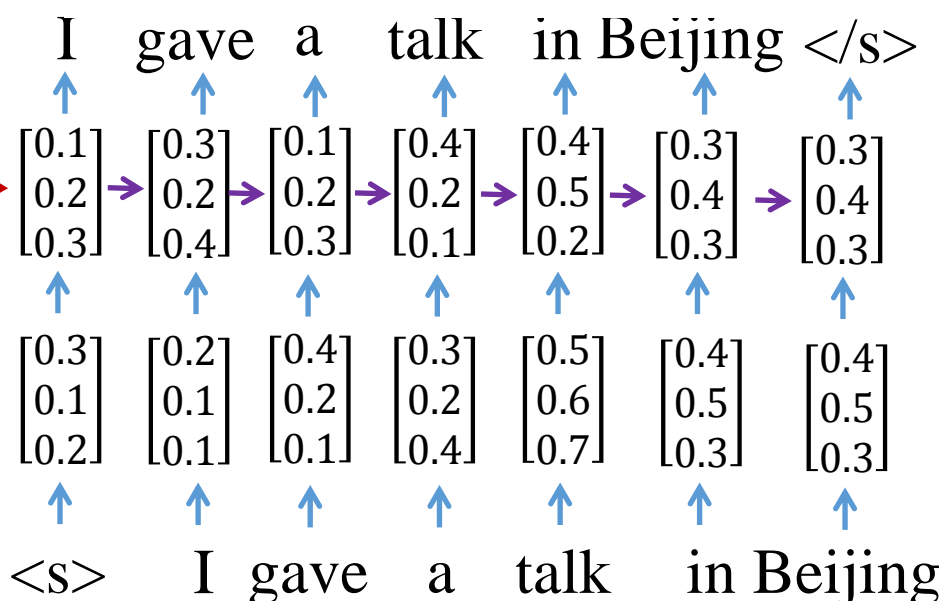 I gave a talk in Beijing </s>
[0.1 0.2 0.3] [0.3 0.2 0.4] [0.1 0.2 0.3] [0.4 0.2 0.1] [0.4 0.5 0.2] [0.3 0.4 0.3] [0.3 0.4 0.3]
[0.3 0.1 0.2] [0.2 0.1 0.1] [0.4 0.2 0.1] [0.3 0.2 0.4] [0.5 0.6 0.7] [0.4 0.5 0.3] [0.4 0.5 0.3]
<s> I gave a talk in Beijing